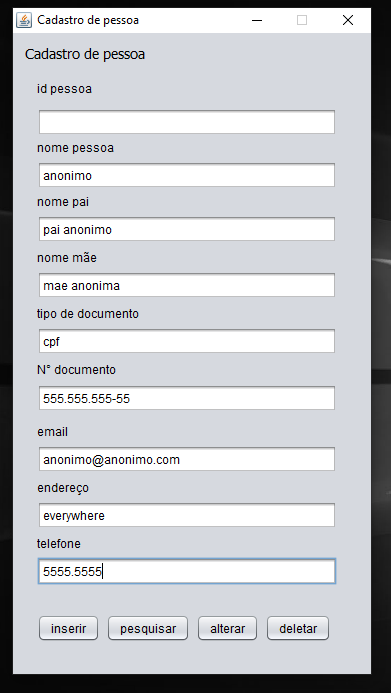 Cadastro de pessoa
Cadastro de pessoa
id pessoa
nome pessoa
anonimo
nome pai
pai anonimo
nome mãe
mae anonima
tipo de documento
cpf
N° documento
555.555.555-55
email
anonimo@anonimo.com
endereço
everywhere
telefone
5555.5555
inserir pesquisar alterar deletar